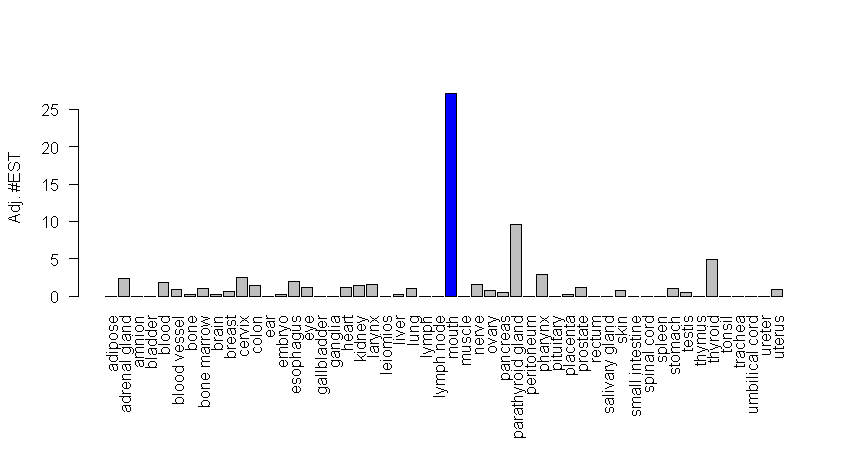 Adj. #EST
25
20
15
10
5
0
adipose
adrenal gland
amnion
bladder
blood
blood vessel
bone
bone marrow
brain
breast
cervix
colon
ear
embryo
esophagus
eye
gallbladder
ganglia
heart
kidney
larynx
leiomios
liver
lung
lymph
lymph node
mouth
muscle
nerve
ovary
pancreas
parathyroid gland
peritoneum
pharynx
pituitary
placenta
prostate
rectum
salivary gland
skin
small intestine
spinal cord
spleen
stomach
testis
thymus
thyroid
tonsil
trachea
umbilical cord
ureter
uterus